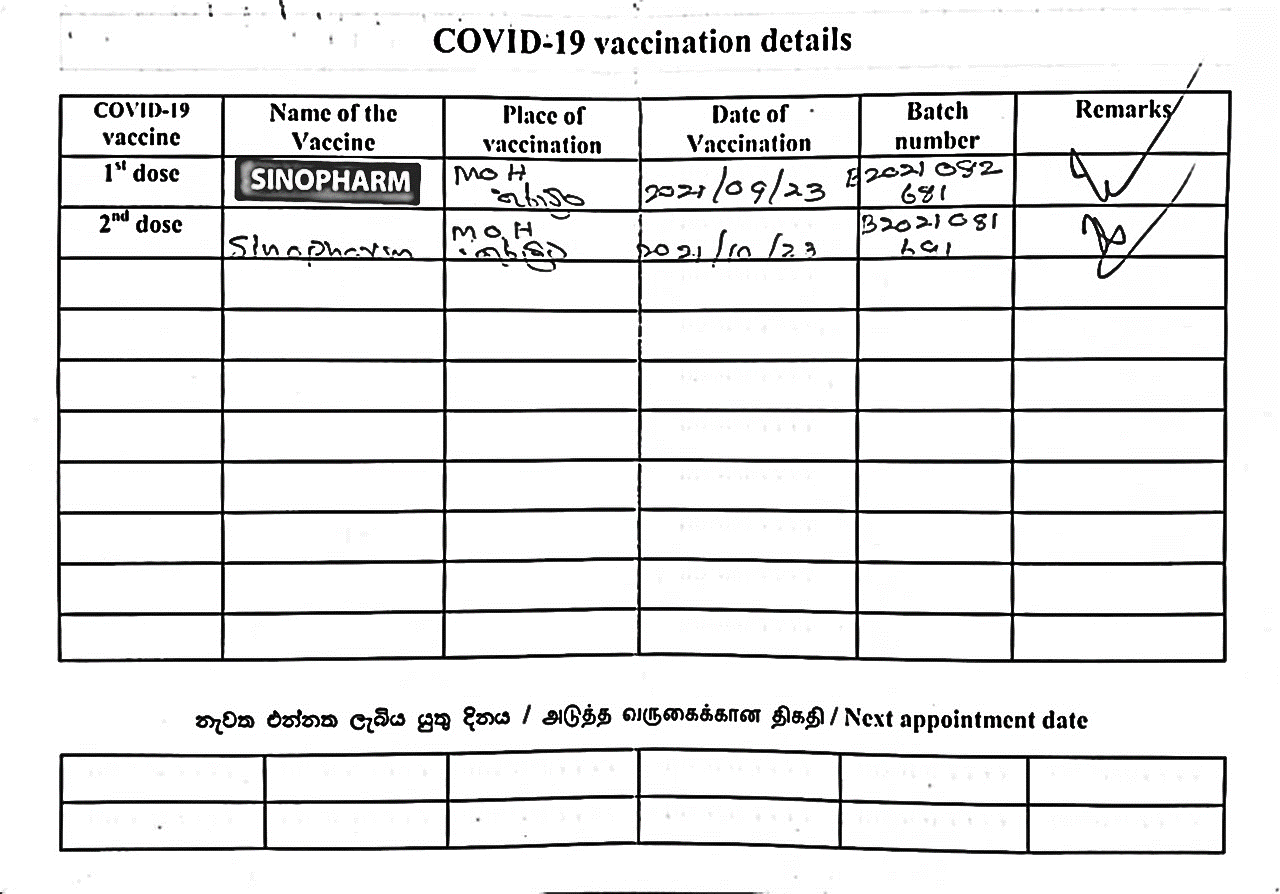 COVID-19 vaccination details
COVID-19 vaccine
Name of the Vaccine
Place of vaccination
Date of Vaccination
Batch number
Remarks
1st dose
SINOPHARM
MOH
2021/09/23
B2021082
681
2nd dose
Sinopharm
MOH
2021/10/23
B2021081
නැවත එන්නත ලැබිය යුතු දිනය / அடுத்த வருகைக்கான திகதி / Next appointment date